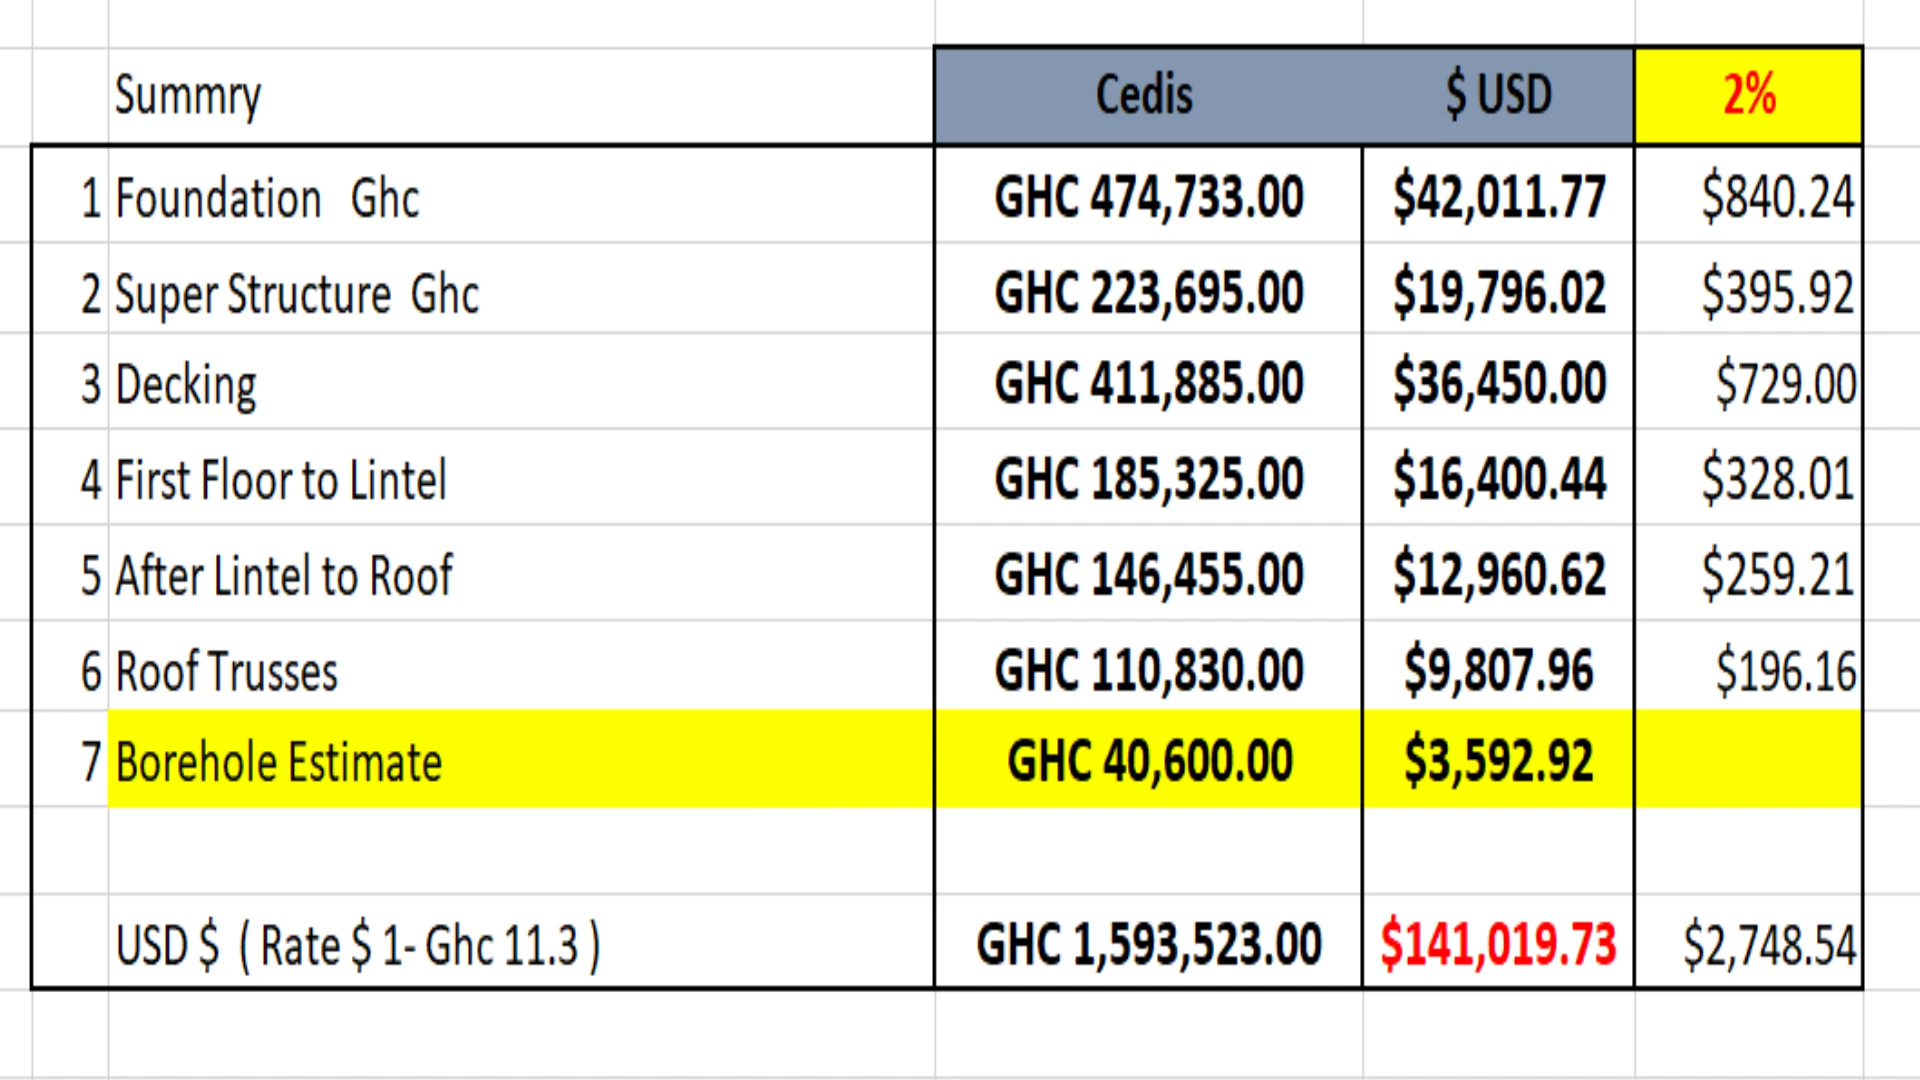 Summry Cedis $ USD 2%
1 Foundation Ghc GHC 474,733.00 $42,011.77 $840.24
2 Super Structure Ghc GHC 223,695.00 $19,796.02 $395.92
3 Decking GHC 411,885.00 $36,450.00 $729.00
4 First Floor to Lintel GHC 185,325.00 $16,400.44 $328.01
5 After Lintel to Roof GHC 146,455.00 $12,960.62 $259.21
6 Roof Trusses GHC 110,830.00 $9,807.96 $196.16
7 Borehole Estimate GHC 40,600.00 $3,592.92
USD $ ( Rate $ 1- Ghc 11.3 ) GHC 1,593,523.00 $141,019.73 $2,748.54